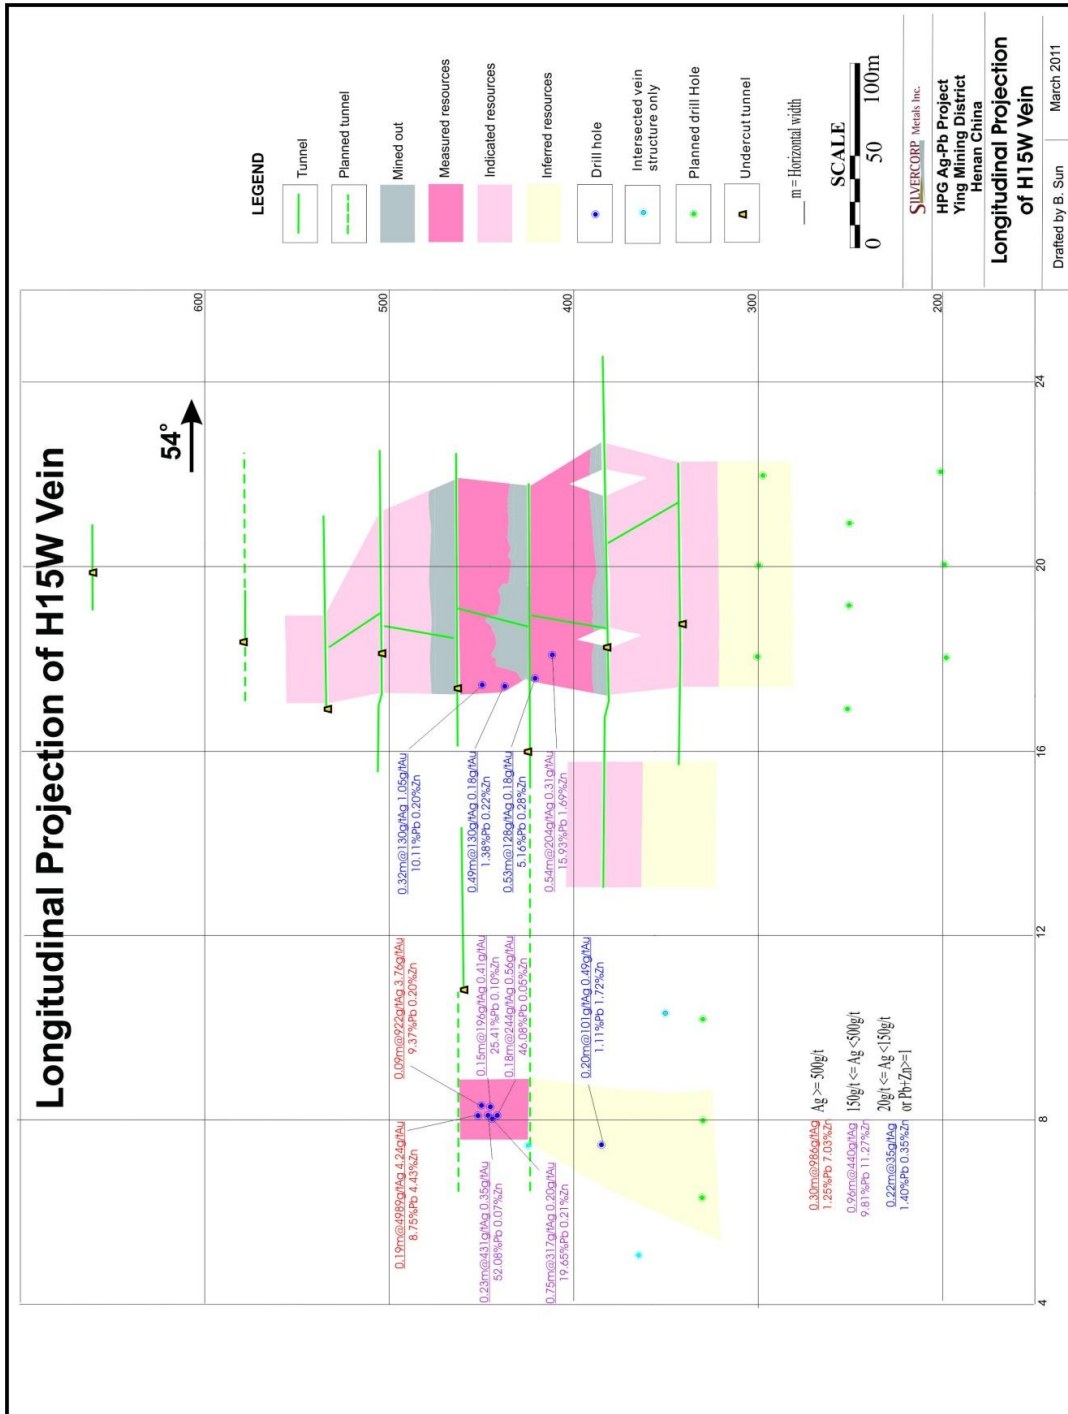 Longitudinal Projection of H15W Vein
54°
600
500
400
300
200
4
8
12
16
20
24
0.19m@4989g/tAg 4.24g/tAu
8.75%Pb 4.43%Zn
0.09m@922g/tAg 3.76g/tAu
9.37%Pb 0.20%Zn
0.32m@130g/tAg 1.05g/tAu
10.11%Pb 0.20%Zn
0.23m@431g/tAg 0.35g/tAu
52.08%Pb 0.07%Zn
0.15m@196g/tAg 0.41g/tAu
25.41%Pb 0.10%Zn
0.18m@244g/tAg 0.56g/tAu
46.08%Pb 0.05%Zn
0.49m@130g/tAg 0.18g/tAu
1.38%Pb 0.22%Zn
0.53m@128g/tAg 0.18g/tAu
5.16%Pb 0.28%Zn
0.75m@317g/tAg 0.20g/tAu
19.65%Pb 0.21%Zn
0.54m@204g/tAg 0.31g/tAu
15.93%Pb 1.69%Zn
0.20m@101g/tAg 0.49g/tAu
1.11%Pb 1.72%Zn
0.30m@986g/tAg Ag >= 500g/t
1.25%Pb 7.03%Zn
0.96m@440g/tAg 150g/t <= Ag <500g/t
9.81%Pb 11.27%Zn
0.22m@35g/tAg 20g/t <= Ag <150g/t
1.40%Pb 0.35%Zn or Pb+Zn>=1
LEGEND
Tunnel
Planned tunnel
Mined out
Measured resources
Indicated resources
Inferred resources
Drill hole
Intersected vein
structure only
Planned drill Hole
Undercut tunnel
m = Horizontal width
SCALE
0 50 100m
SILVERCORP Metals Inc.
HPG Ag-Pb Project
Ying Mining District
Henan China
Longitudinal Projection
of H15W Vein
Drafted by B. Sun March 2011